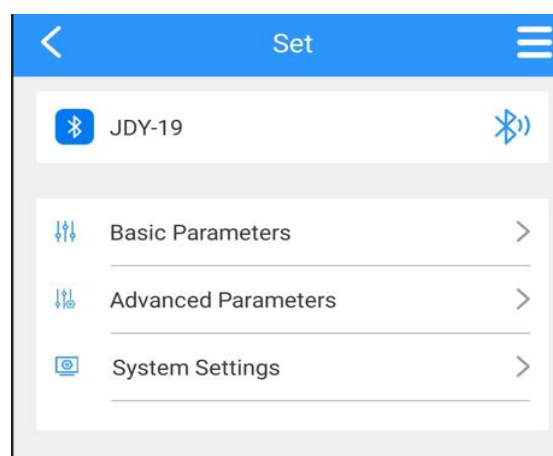 Set
JDY-19
Basic Parameters
Advanced Parameters
System Settings